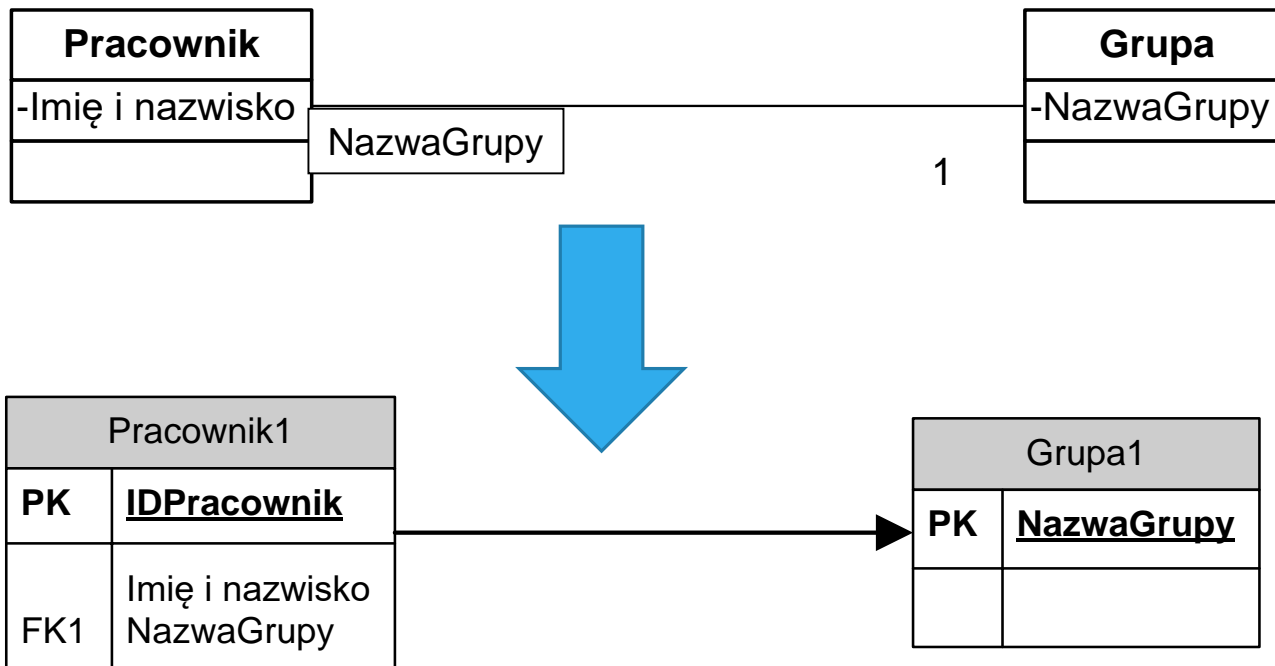 Pracownik
-Imię i nazwisko
NazwaGrupy
Grupa
-NazwaGrupy
1
Pracownik1
PK IDPracownik
Imię i nazwisko
FK1 NazwaGrupy
Grupa1
PK NazwaGrupy